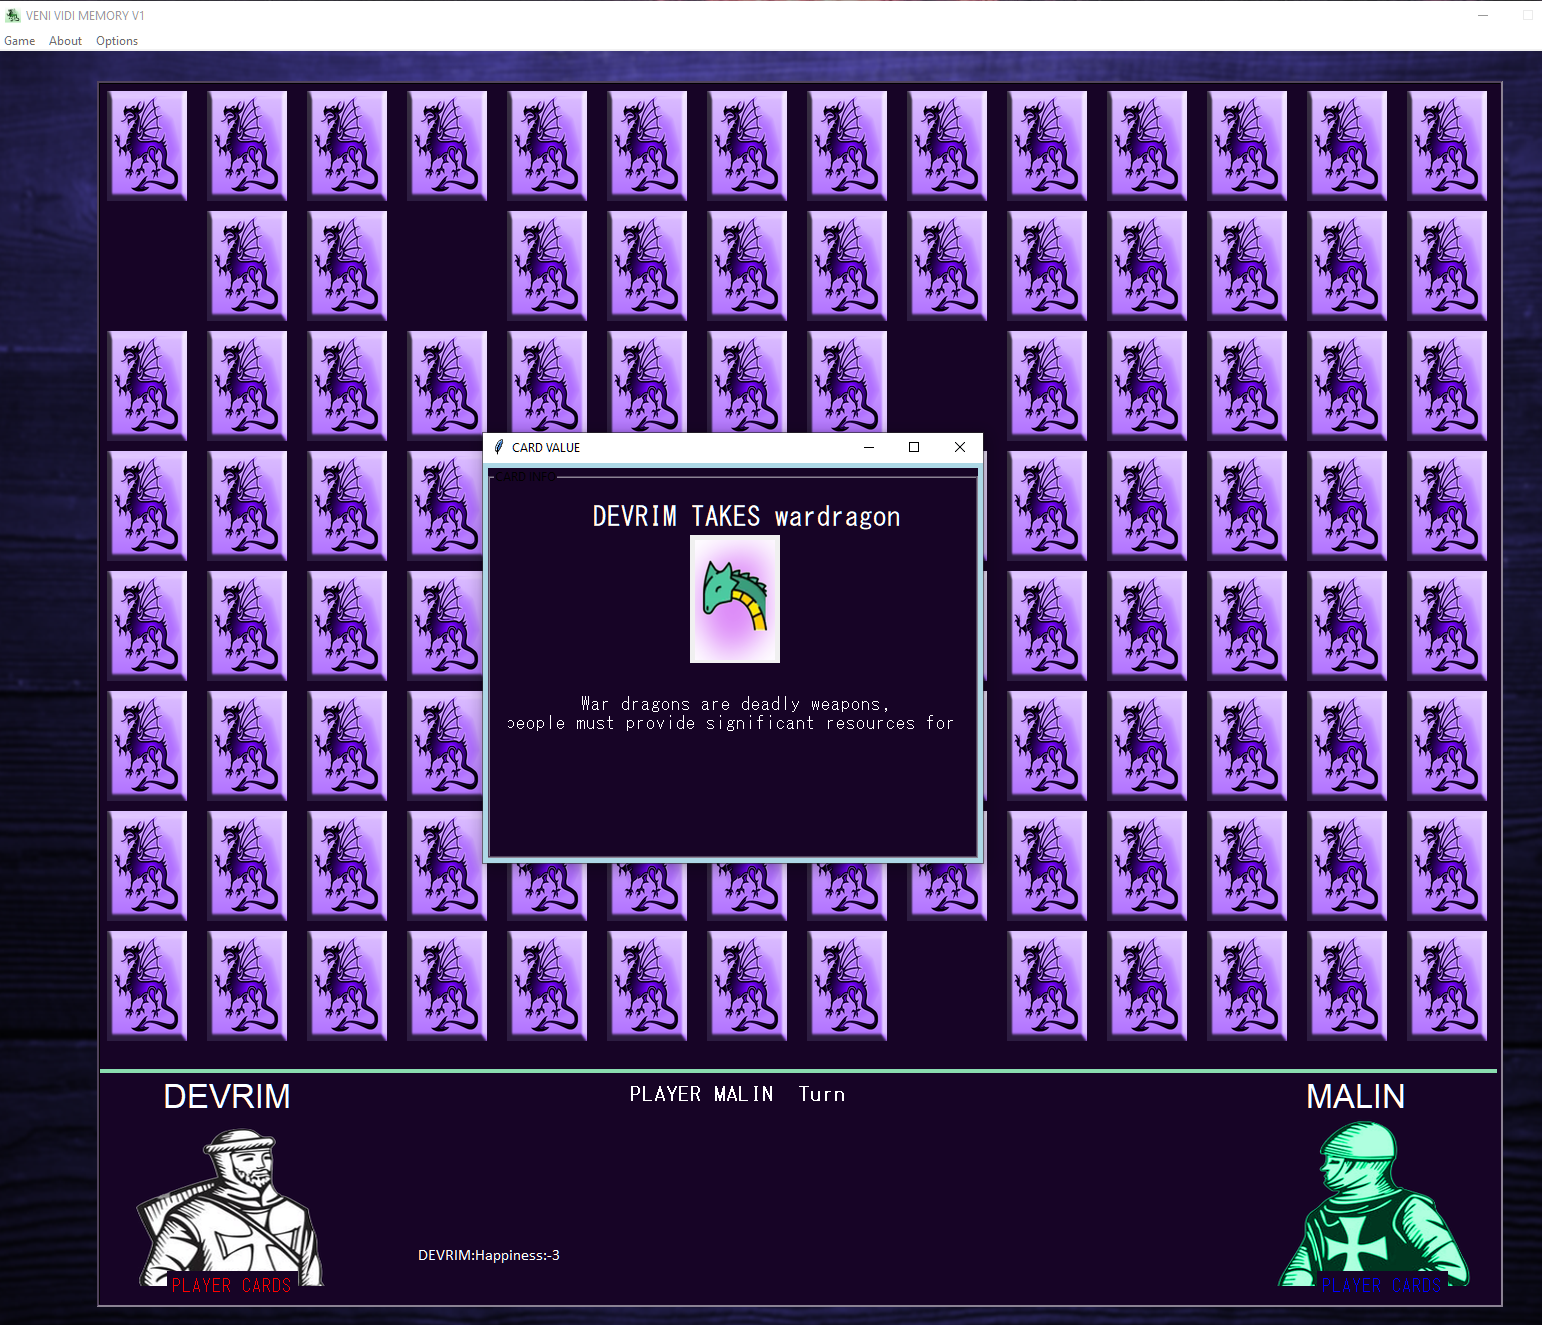 VENI VIDI MEMORY V1
Game About Options
CARD VALUE
CARD INFO
DEVRIM TAKES wardragon
War dragons are deadly weapons,
people must provide significant resources for
DEVRIM
PLAYER MALIN Turn
MALIN
DEVRIM:Happiness:-3
PLAYER CARDS
PLAYER CARDS